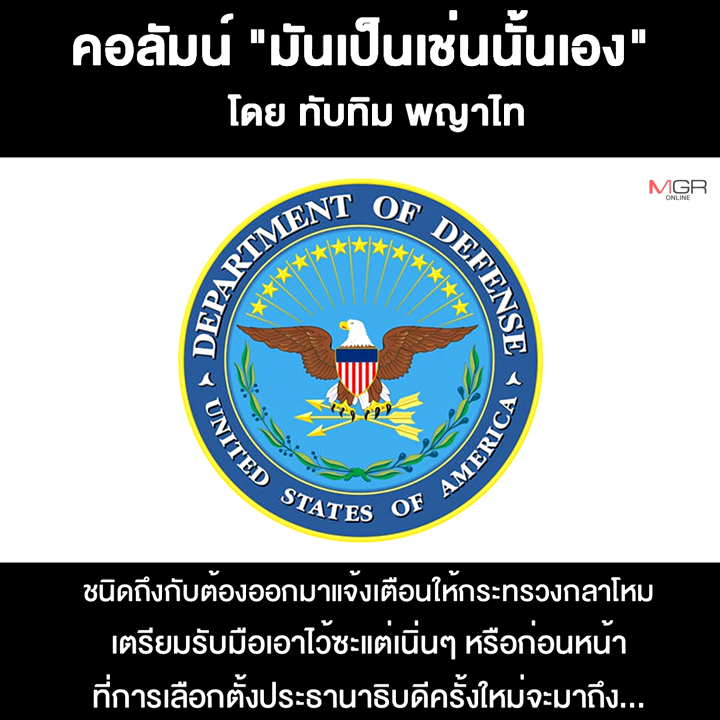 คอลัมน์ "มันเป็นเช่นนั้นเอง"
โดย ทับทิม พญาไท
MGR
ONLINE
DEPARTMENT OF DEFENSE
UNITED STATES OF AMERICA
ชนิดถึงกับต้องออกมาแจ้งเตือนให้กระทรวงกลาโหม
เตรียมรับมือเอาไว้ซะแต่เนิ่นๆ หรือก่อนหน้า
ที่การเลือกตั้งประธานาธิบดีครั้งใหม่จะมาถึง...